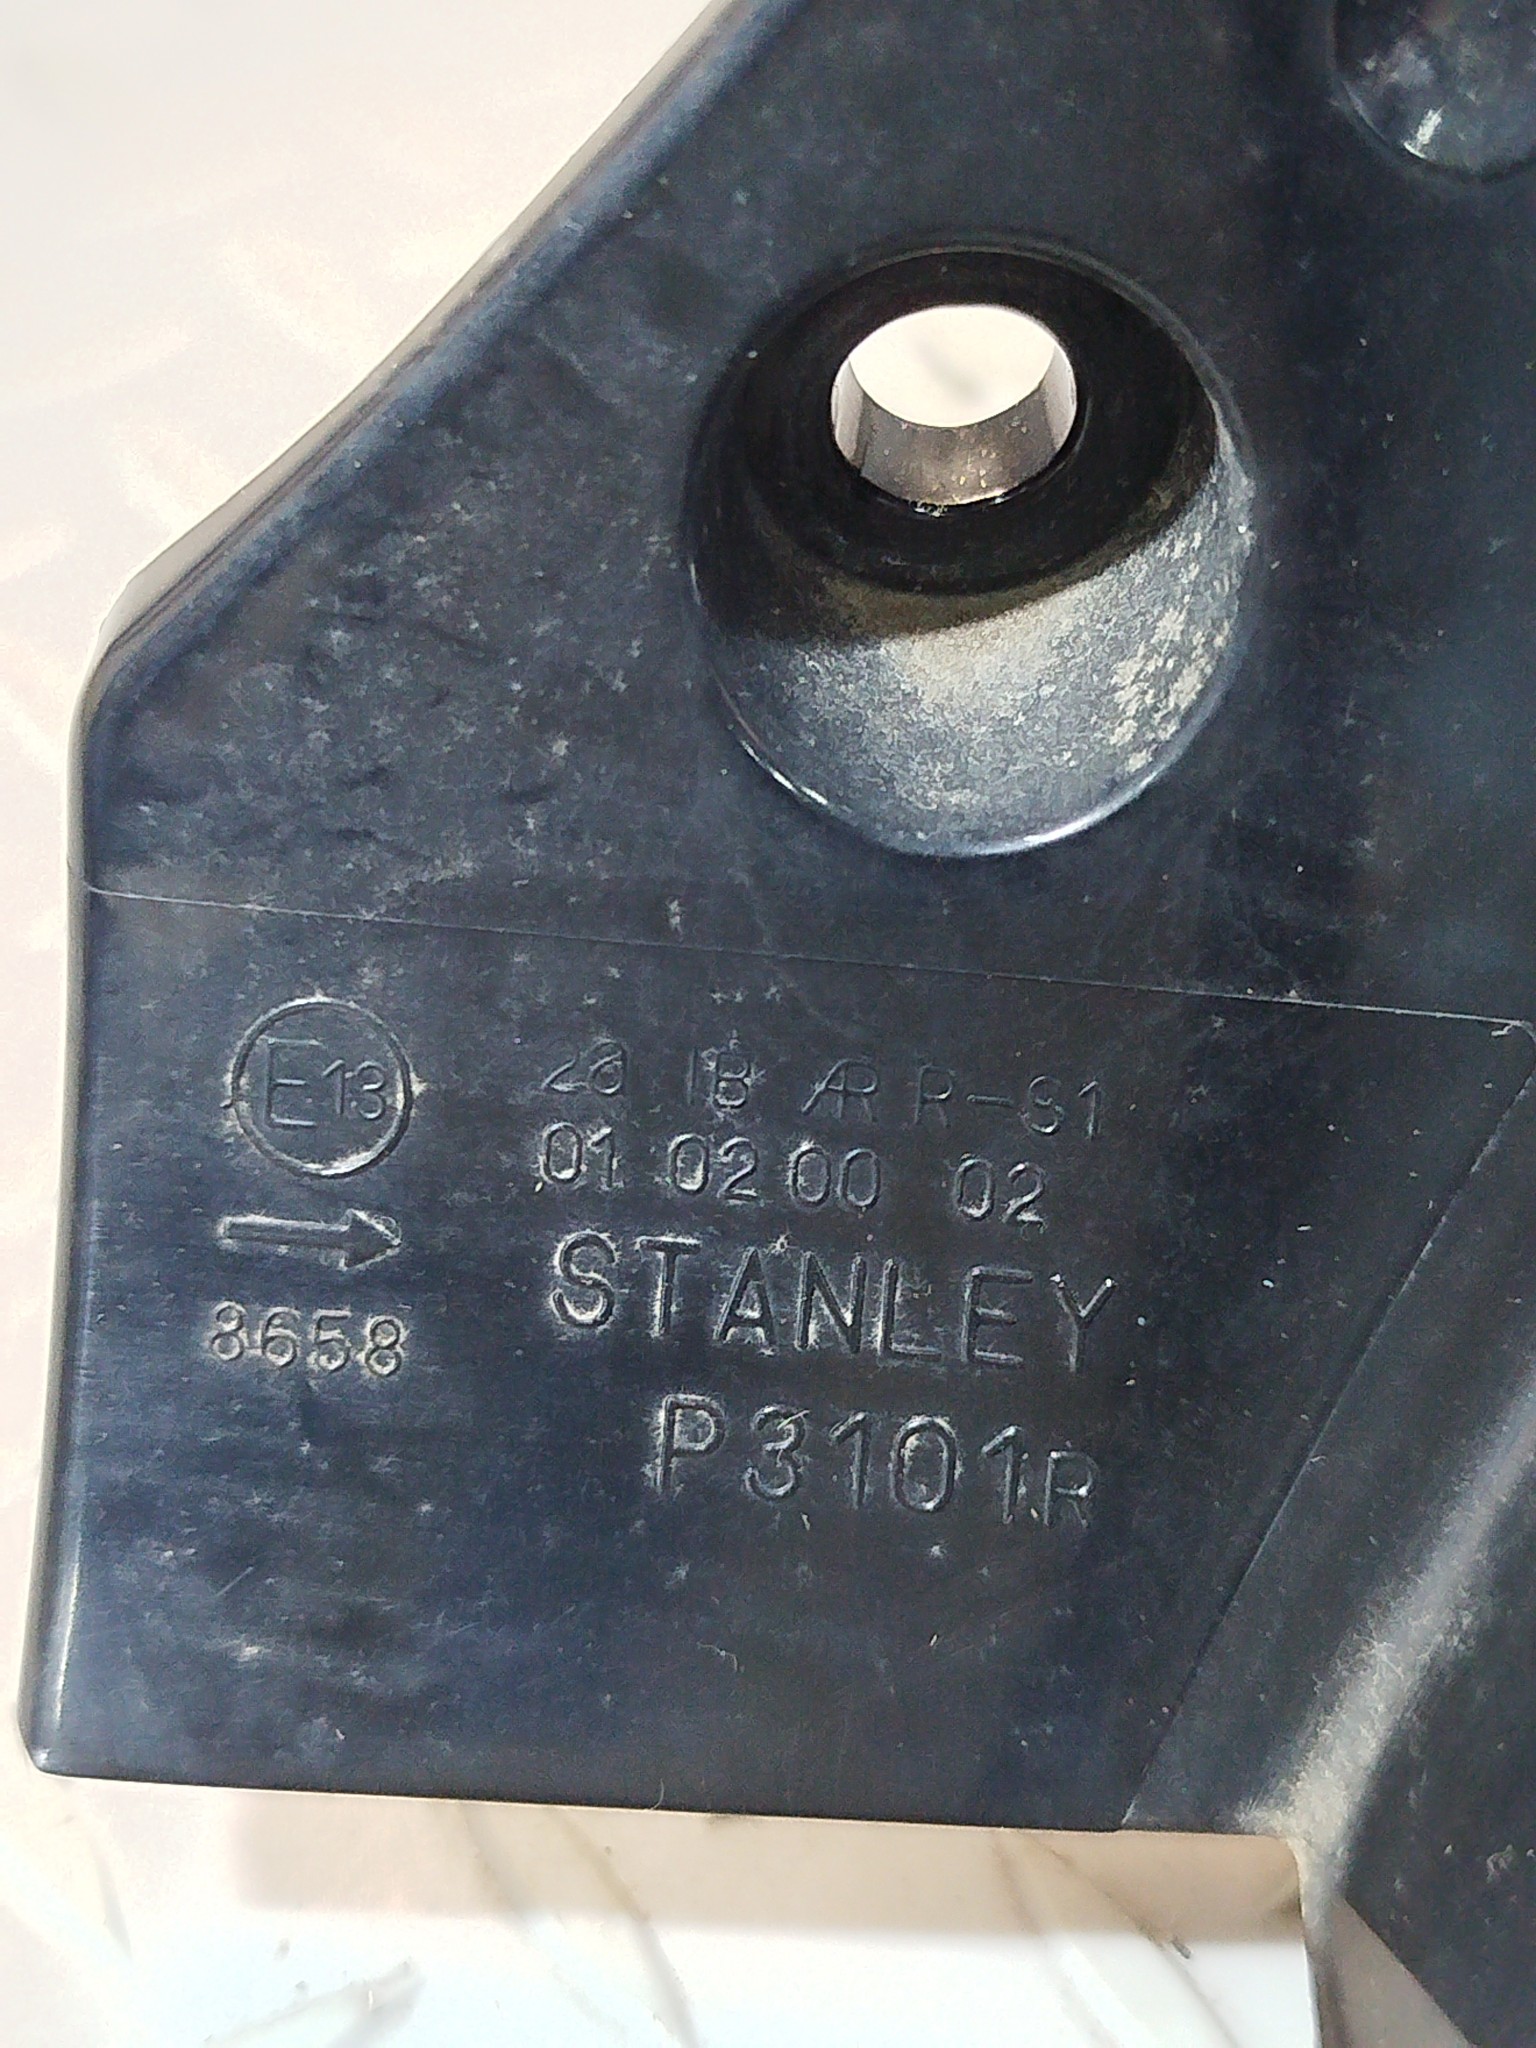 E13
2a IB AR R-S1
01 02 00 02
→
8658
STANLEY
P3101R